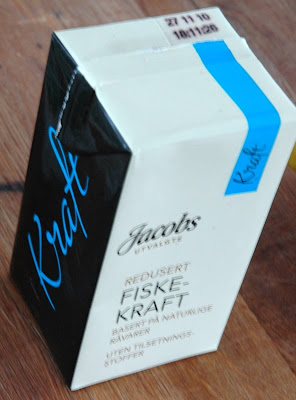 27 11 10
18:11:26
Kraft
Kraft
Jacobs
UTVALGTE
REDUSERT
FISKE-
KRAFT
BASERT PÅ NATURLIGE
RÅVARER
UTEN TILSETNINGS-
STOFFER